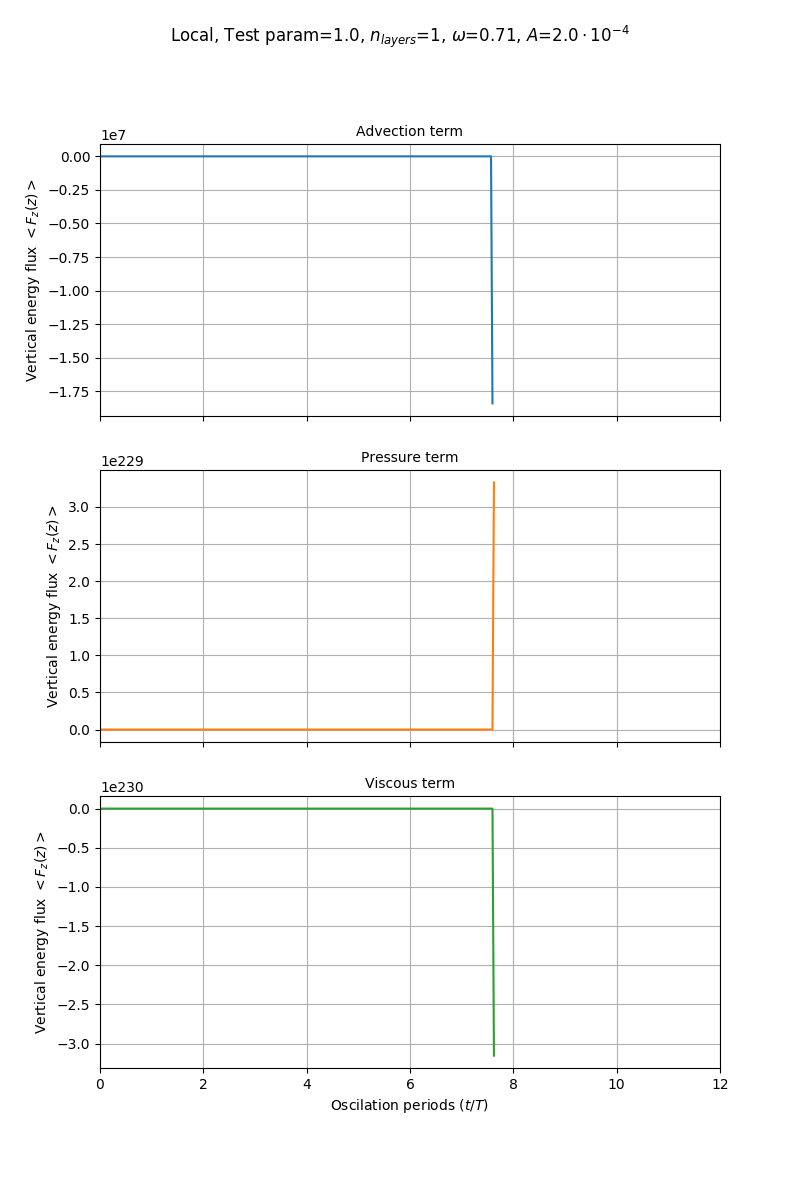 Local, Test param=1.0, $n_{layers}$=1, $\omega$=0.71, $A$=2.0 · 10$^{-4}$
Advection term
1e7
0.00
−0.25
−0.50
−0.75
−1.00
−1.25
−1.50
−1.75
Vertical energy flux $< F_z(z) >$
Pressure term
1e229
3.0
2.5
2.0
1.5
1.0
0.5
0.0
Vertical energy flux $< F_z(z) >$
Viscous term
1e230
0.0
−0.5
−1.0
−1.5
−2.0
−2.5
−3.0
Vertical energy flux $< F_z(z) >$
0 2 4 6 8 10 12
Oscilation periods ($t/T$)